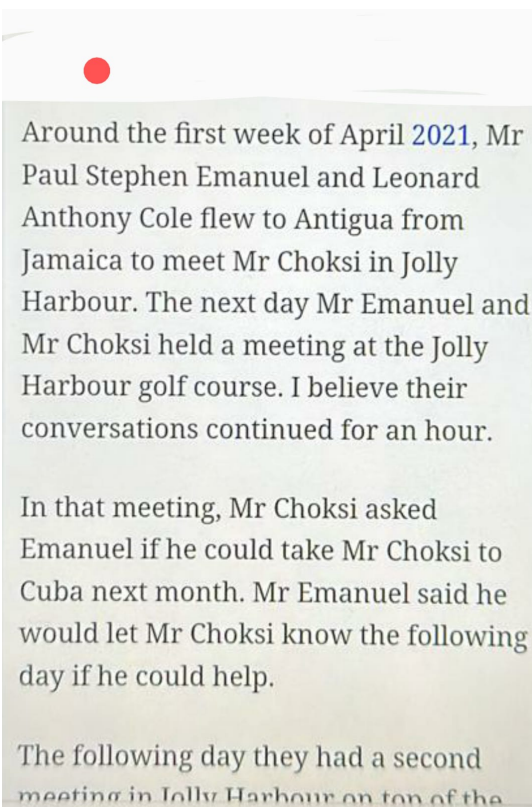 Around the first week of April 2021, Mr
Paul Stephen Emanuel and Leonard
Anthony Cole flew to Antigua from
Jamaica to meet Mr Choksi in Jolly
Harbour. The next day Mr Emanuel and
Mr Choksi held a meeting at the Jolly
Harbour golf course. I believe their
conversations continued for an hour.
In that meeting, Mr Choksi asked
Emanuel if he could take Mr Choksi to
Cuba next month. Mr Emanuel said he
would let Mr Choksi know the following
day if he could help.
The following day they had a second
meeting in Jolly Harbour on top of the